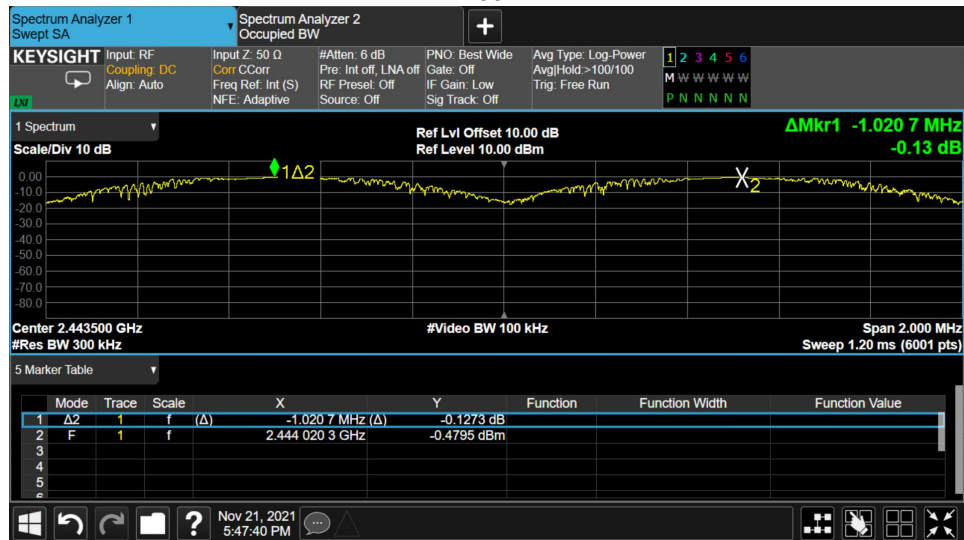 Spectrum Analyzer 1
Swept SA
Spectrum Analyzer 2
Occupied BW
+
KEYSIGHT
LXI
Input: RF
Coupling: DC
Align: Auto
Input Z: 50 Ω
Corr CCorr
Freq Ref: Int (S)
NFE: Adaptive
#Atten: 6 dB
Pre: Int off, LNA off
RF Presel: Off
Source: Off
PNO: Best Wide
Gate: Off
IF Gain: Low
Sig Track: Off
Avg Type: Log-Power
Avg|Hold:>100/100
Trig: Free Run
1 2 3 4 5 6
M W W W W W
P N N N N N
1 Spectrum
Scale/Div 10 dB
Ref Lvl Offset 10.00 dB
Ref Level 10.00 dBm
ΔMkr1 -1.020 7 MHz
-0.13 dB
1Δ2
X2
0.00
-10.0
-20.0
-30.0
-40.0
-50.0
-60.0
-70.0
-80.0
Center 2.443500 GHz
#Res BW 300 kHz
#Video BW 100 kHz
Span 2.000 MHz
Sweep 1.20 ms (6001 pts)
5 Marker Table
Mode Trace Scale X Y Function Function Width Function Value
1 Δ2 1 f (Δ) -1.020 7 MHz (Δ) -0.1273 dB
2 F 1 f 2.444 020 3 GHz -0.4795 dBm
3
4
5
6
?
Nov 21, 2021
5:47:40 PM